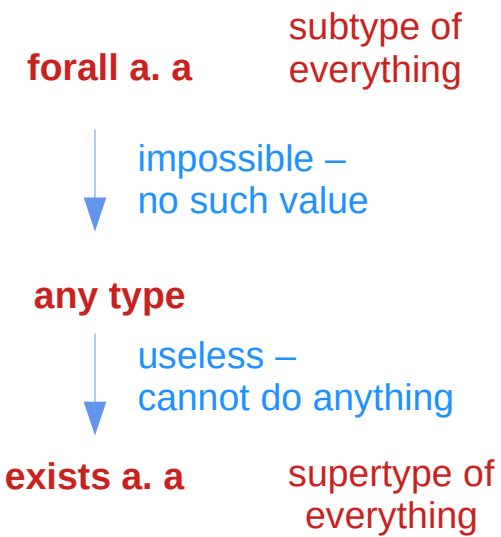 subtype of
forall a. a
everything
impossible –
no such value
any type
useless –
cannot do anything
exists a. a
supertype of
everything